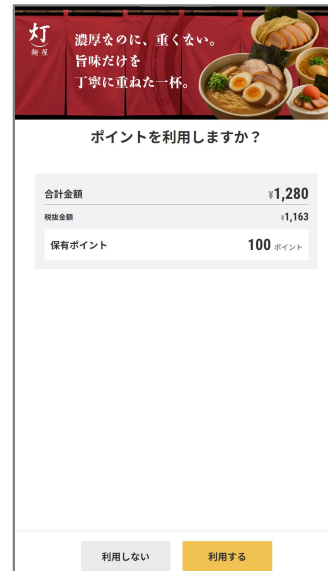 灯
麺屋
濃厚なのに、重くない。
旨味だけを
丁寧に重ねた一杯。
ポイントを利用しますか？
合計金額 ¥1,280
税抜金額 ¥1,163
保有ポイント 100 ポイント
利用しない 利用する